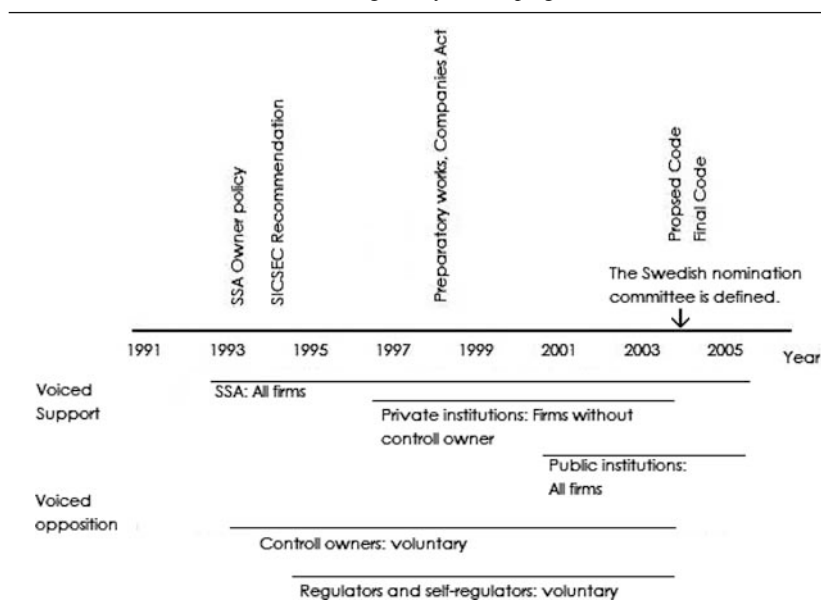 SSA Owner policy
SICSEC Recommendation
Preparatory works, Companies Act
Propsed Code
Final Code
The Swedish nomination
committee is defined.
1991 1993 1995 1997 1999 2001 2003 2005 Year
Voiced
Support
SSA: All firms
Private institutions: Firms without
controll owner
Public institutions:
All firms
Voiced
opposition
Controll owners: voluntary
Regulators and self-regulators: voluntary